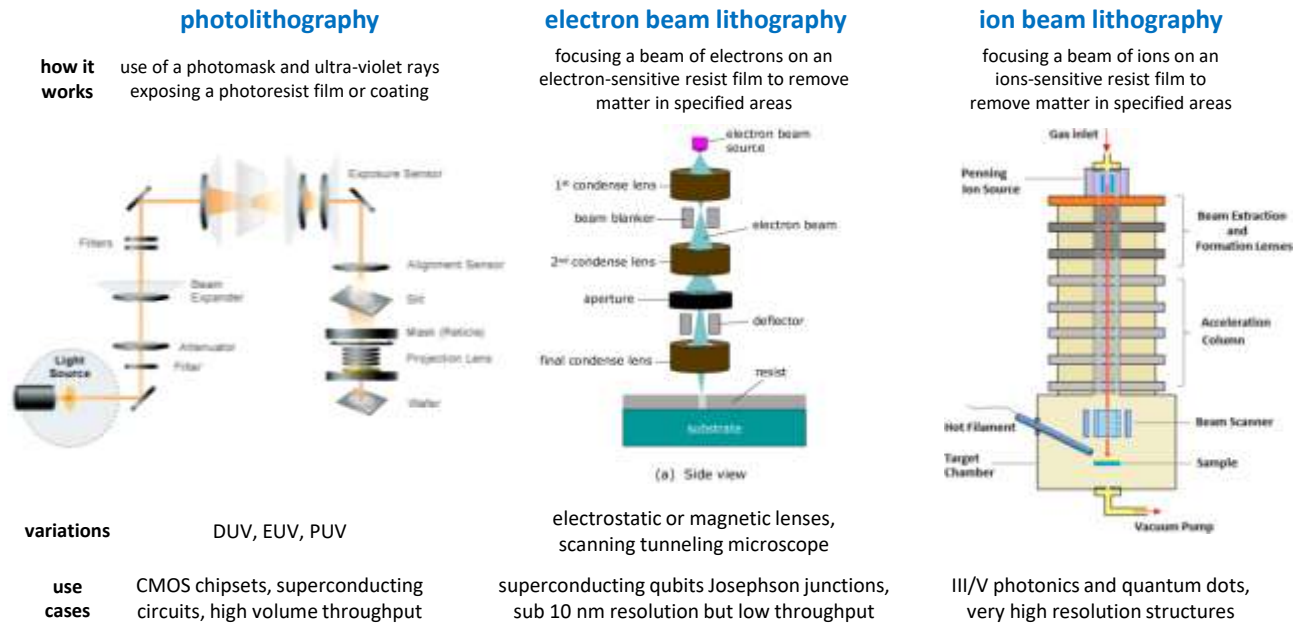 photolithography
electron beam lithography
ion beam lithography
how it
works
use of a photomask and ultra-violet rays
exposing a photoresist film or coating
focusing a beam of electrons on an
electron-sensitive resist film to remove
matter in specified areas
focusing a beam of ions on an
ions-sensitive resist film to
remove matter in specified areas
Exposure Sensor
Filters
Beam
Expander
Alignment Sensor
Slit
Attenuator
Mask (Reticle)
Light
Source
Filter
Projection Lens
Wafer
electron beam
source
1st condense lens
beam blanker
electron beam
2nd condense lens
aperture
deflector
final condense lens
resist
substrate
(a) Side view
Gas inlet
Penning
Ion Source
Beam Extraction
and
Formation Lenses
Acceleration
Column
Hot Filament
Beam Scanner
Target
Chamber
Sample
Vacuum Pump
variations
DUV, EUV, PUV
electrostatic or magnetic lenses,
scanning tunneling microscope
use
cases
CMOS chipsets, superconducting
circuits, high volume throughput
superconducting qubits Josephson junctions,
sub 10 nm resolution but low throughput
III/V photonics and quantum dots,
very high resolution structures